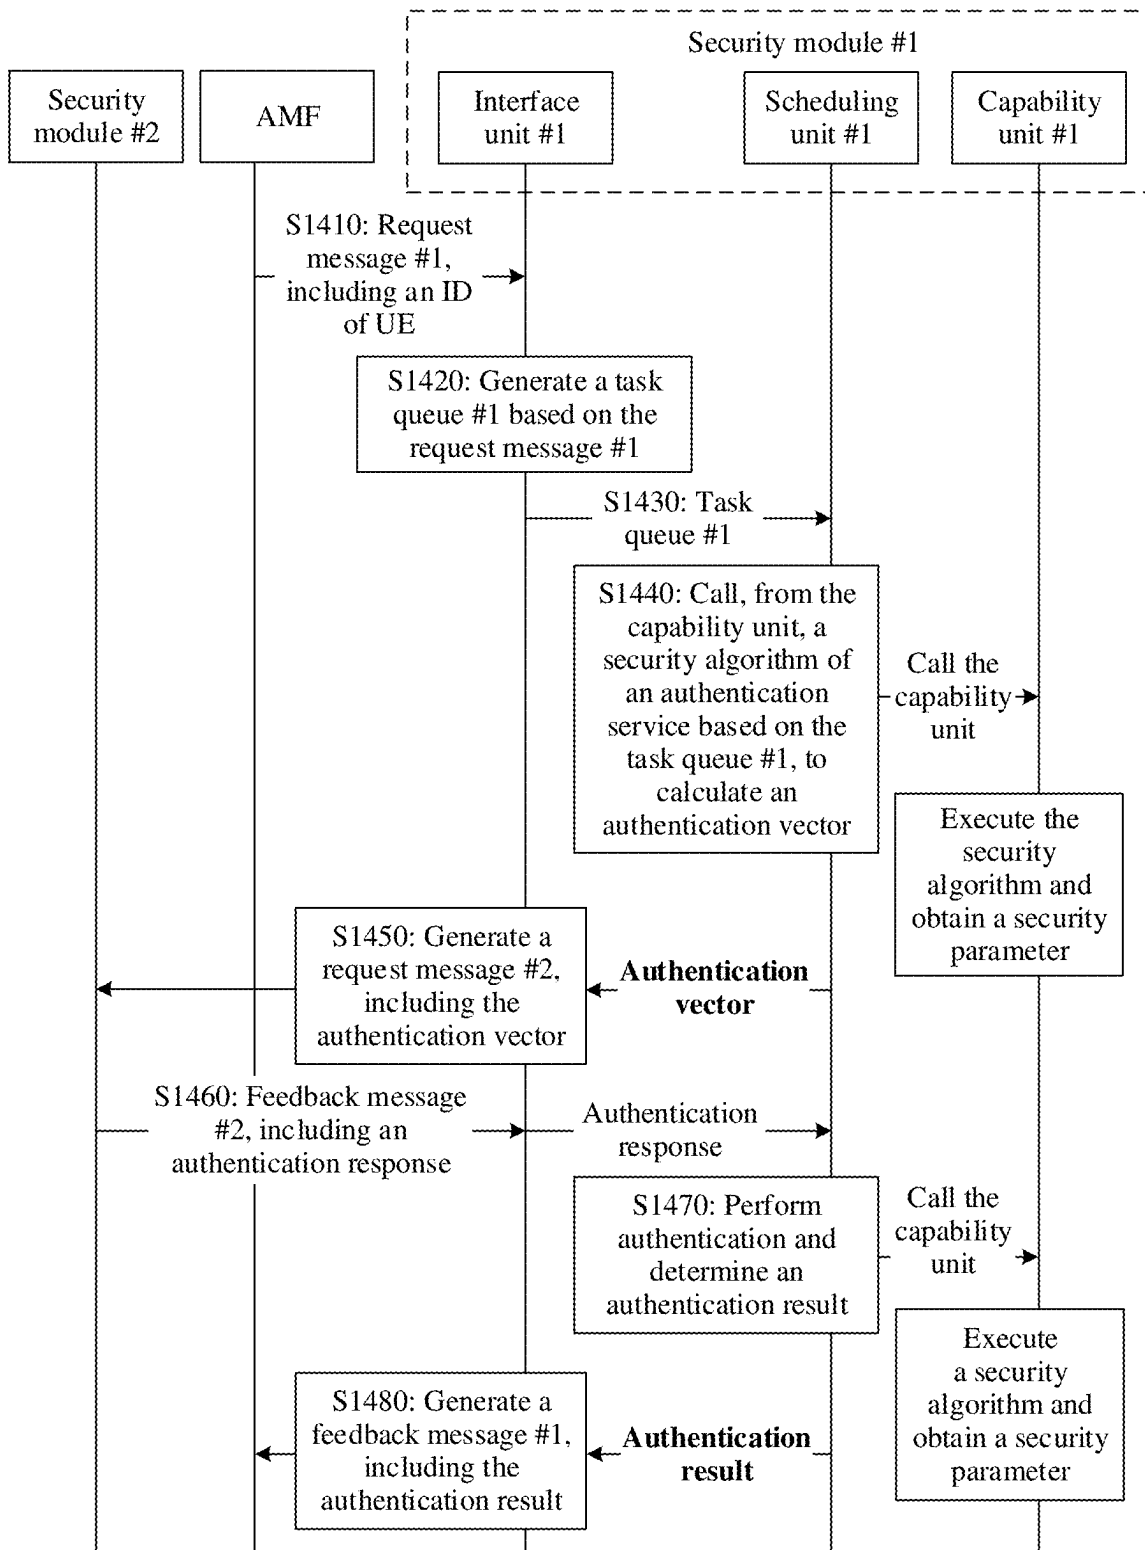 Security module #1
Security
module #2
AMF
Interface
unit #1
Scheduling
unit #1
Capability
unit #1
S1410: Request
message #1,
including an ID
of UE
S1420: Generate a task
queue #1 based on the
request message #1
S1430: Task
queue #1
S1440: Call, from the
capability unit, a
security algorithm of
an authentication
service based on the
task queue #1, to
calculate an
authentication vector
Call the
capability
unit
Execute the
security
algorithm and
obtain a security
parameter
S1450: Generate a
request message #2,
including the
authentication vector
Authentication
vector
S1460: Feedback message
#2, including an
authentication response
Authentication
response
S1470: Perform
authentication and
determine an
authentication result
Call the
capability
unit
Execute
a security
algorithm and
obtain a security
parameter
S1480: Generate a
feedback message #1,
including the
authentication result
Authentication
result